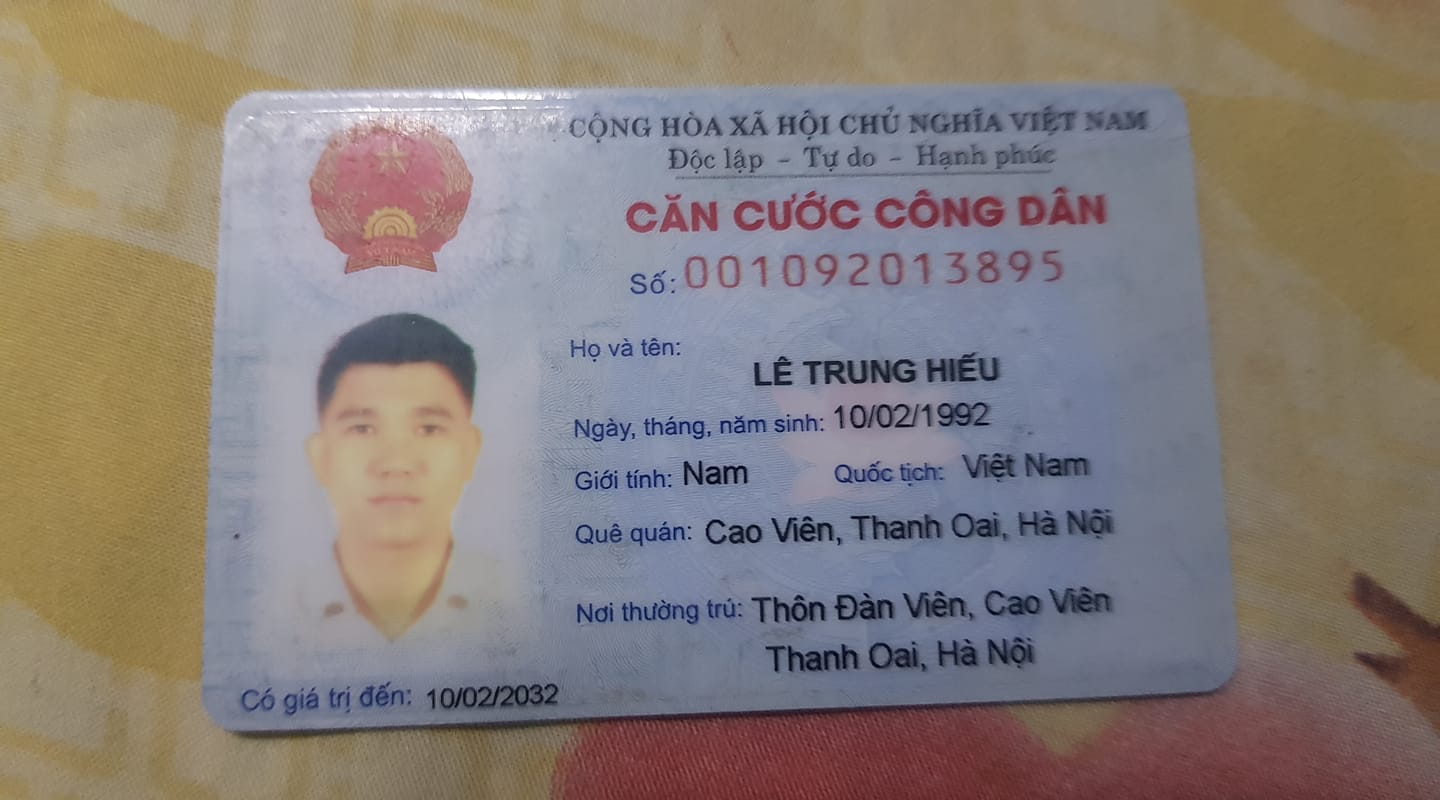 CỘNG HÒA XÃ HỘI CHỦ NGHĨA VIỆT NAM
Độc lập - Tự do - Hạnh phúc
CĂN CƯỚC CÔNG DÂN
Số: 001092013895
Họ và tên:
LÊ TRUNG HIẾU
Ngày, tháng, năm sinh: 10/02/1992
Giới tính: Nam Quốc tịch: Việt Nam
Quê quán: Cao Viên, Thanh Oai, Hà Nội
Nơi thường trú: Thôn Đàn Viên, Cao Viên
Thanh Oai, Hà Nội
Có giá trị đến: 10/02/2032